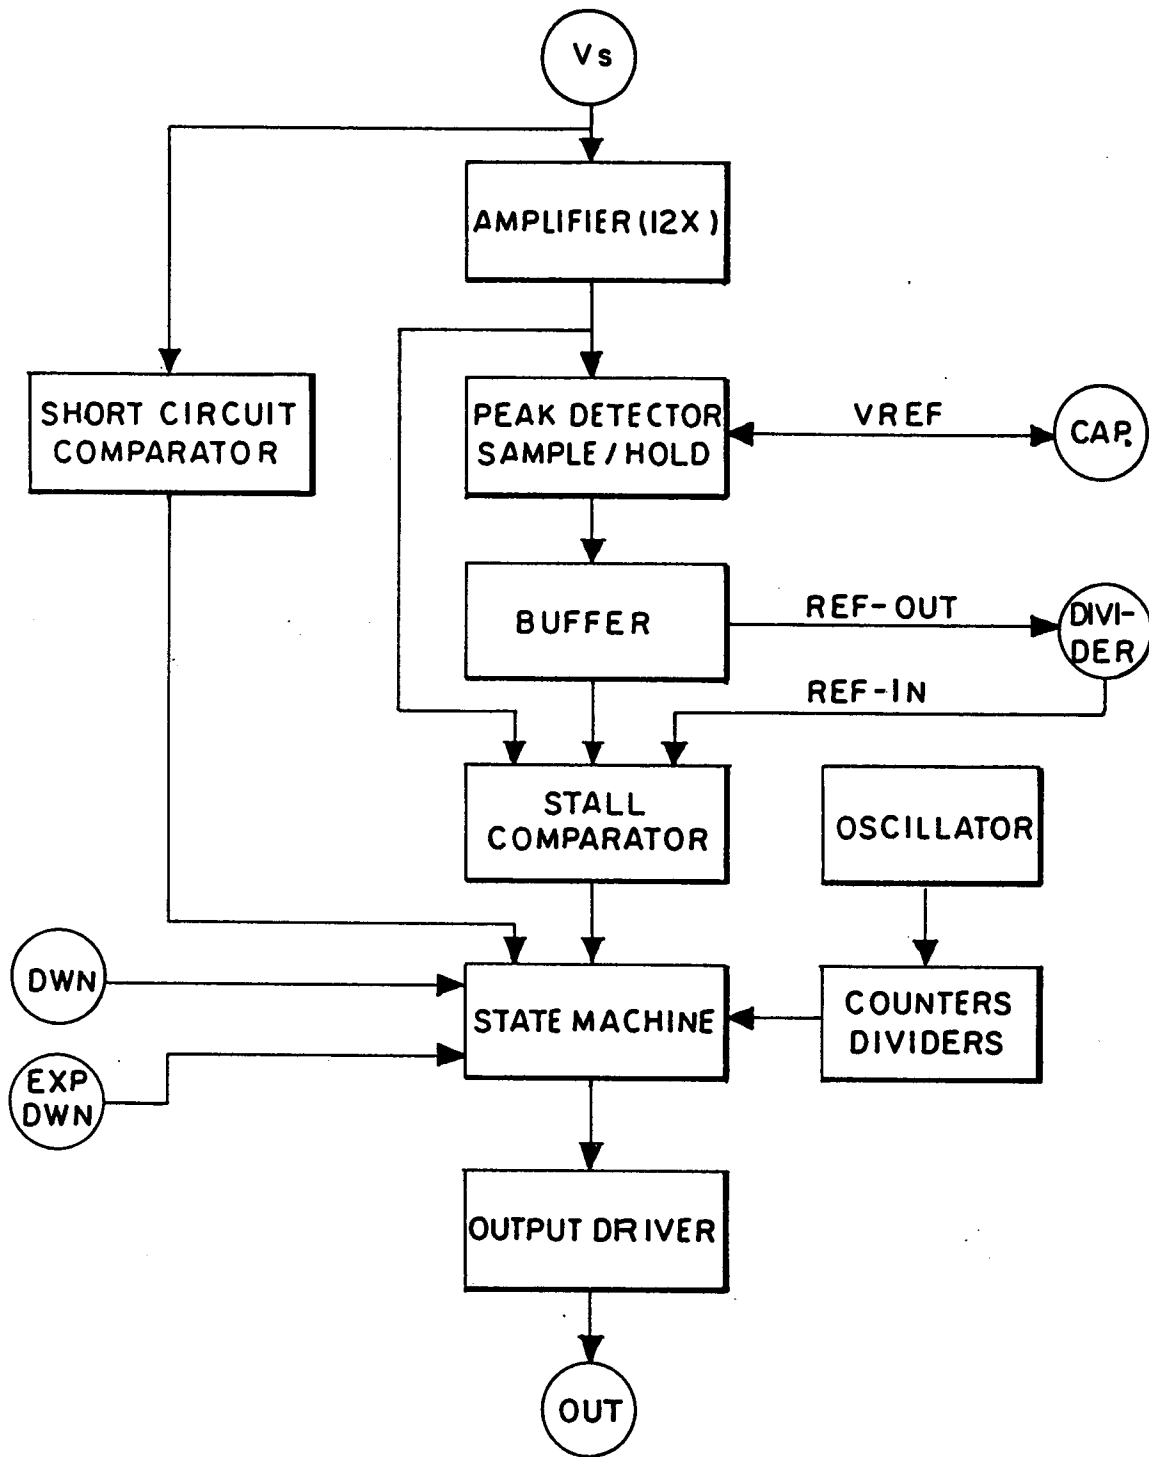 Vs
AMPLIFIER (12X)
SHORT CIRCUIT
COMPARATOR
PEAK DETECTOR
SAMPLE / HOLD
VREF
CAP.
BUFFER
REF-OUT
DIVI-
DER
REF-IN
STALL
COMPARATOR
OSCILLATOR
DWN
STATE MACHINE
COUNTERS
DIVIDERS
EXP
DWN
OUTPUT DRIVER
OUT